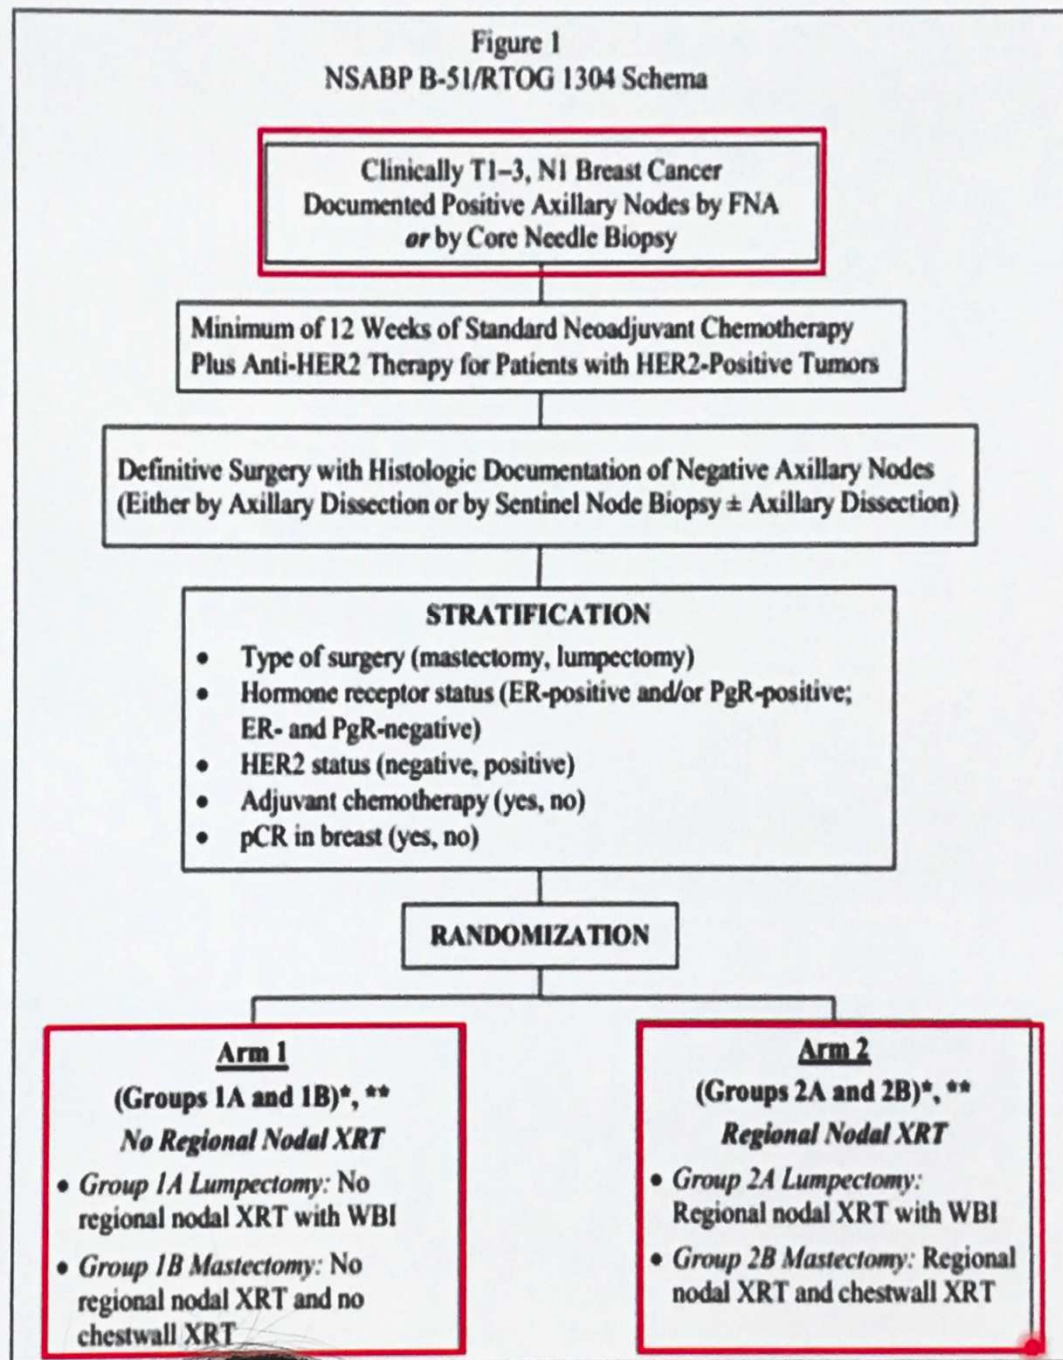 Figure 1
NSABP B-51/RTOG 1304 Schema
Clinically T1–3, N1 Breast Cancer
Documented Positive Axillary Nodes by FNA
or by Core Needle Biopsy
Minimum of 12 Weeks of Standard Neoadjuvant Chemotherapy
Plus Anti-HER2 Therapy for Patients with HER2-Positive Tumors
Definitive Surgery with Histologic Documentation of Negative Axillary Nodes
(Either by Axillary Dissection or by Sentinel Node Biopsy ± Axillary Dissection)
STRATIFICATION
• Type of surgery (mastectomy, lumpectomy)
• Hormone receptor status (ER-positive and/or PgR-positive;
ER- and PgR-negative)
• HER2 status (negative, positive)
• Adjuvant chemotherapy (yes, no)
• pCR in breast (yes, no)
RANDOMIZATION
Arm 1
(Groups 1A and 1B)*, **
No Regional Nodal XRT
• Group 1A Lumpectomy: No
regional nodal XRT with WBI
• Group 1B Mastectomy: No
regional nodal XRT and no
chestwall XRT
Arm 2
(Groups 2A and 2B)*, **
Regional Nodal XRT
• Group 2A Lumpectomy:
Regional nodal XRT with WBI
• Group 2B Mastectomy: Regional
nodal XRT and chestwall XRT